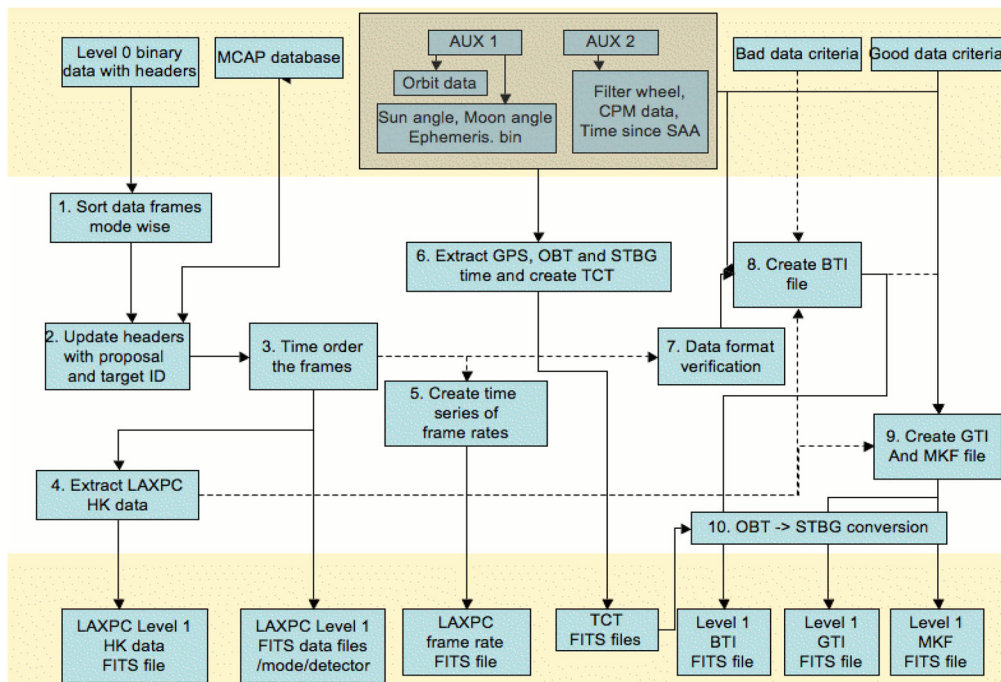 Level 0 binary
data with headers
MCAP database
AUX 1
AUX 2
Orbit data
Sun angle, Moon angle
Ephemeris. bin
Filter wheel,
CPM data,
Time since SAA
Bad data criteria
Good data criteria
1. Sort data frames
mode wise
6. Extract GPS, OBT and STBG
time and create TCT
8. Create BTI
file
2. Update headers
with proposal
and target ID
3. Time order
the frames
7. Data format
verification
5. Create time
series of
frame rates
9. Create GTI
And MKF file
4. Extract LAXPC
HK data
10. OBT -> STBG conversion
LAXPC Level 1
HK data
FITS file
LAXPC Level 1
FITS data files
/mode/detector
LAXPC
frame rate
FITS file
TCT
FITS files
Level 1
BTI
FITS file
Level 1
GTI
FITS file
Level 1
MKF
FITS file